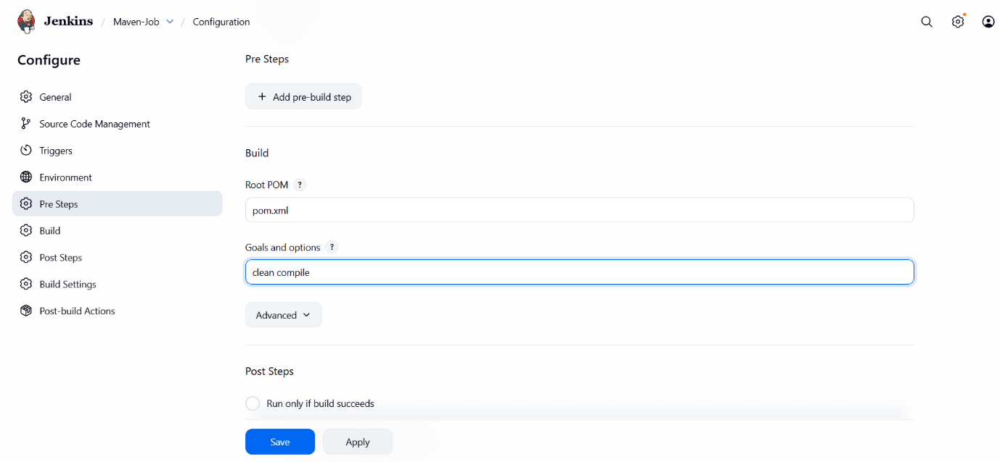 Jenkins / Maven-Job / Configuration
Configure
General
Source Code Management
Triggers
Environment
Pre Steps
Build
Post Steps
Build Settings
Post-build Actions
Pre Steps
+ Add pre-build step
Build
Root POM ?
pom.xml
Goals and options ?
clean compile
Advanced
Post Steps
Run only if build succeeds
Save Apply